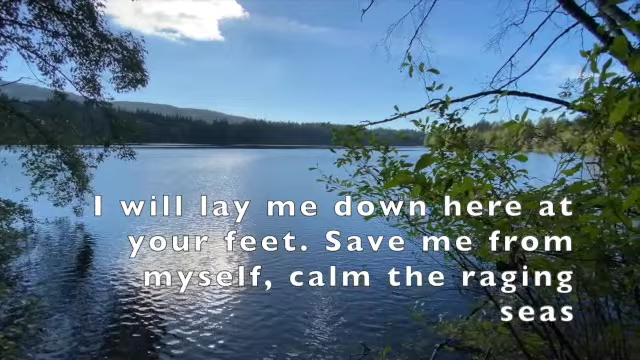 I will lay me down here at
your feet. Save me from
myself, calm the raging
seas